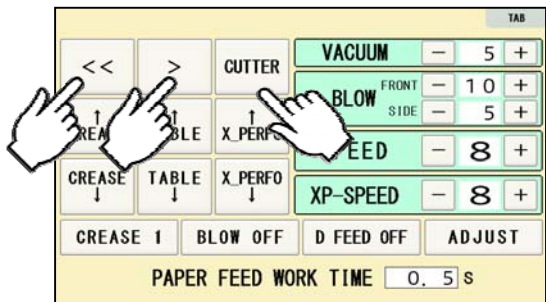 TAB
<< > CUTTER VACUUM − 5 +
BLOW FRONT − 10 +
SIDE − 5 +
↑ ↑ ↑
X_PERFO
− 8 +
CREASE TABLE X_PERFO
↓ ↓ ↓
XP-SPEED − 8 +
CREASE 1 BLOW OFF D FEED OFF ADJUST
PAPER FEED WORK TIME 0. 5 s